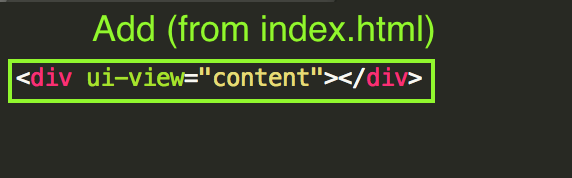 Add (from index.html)
<div ui-view="content"></div>